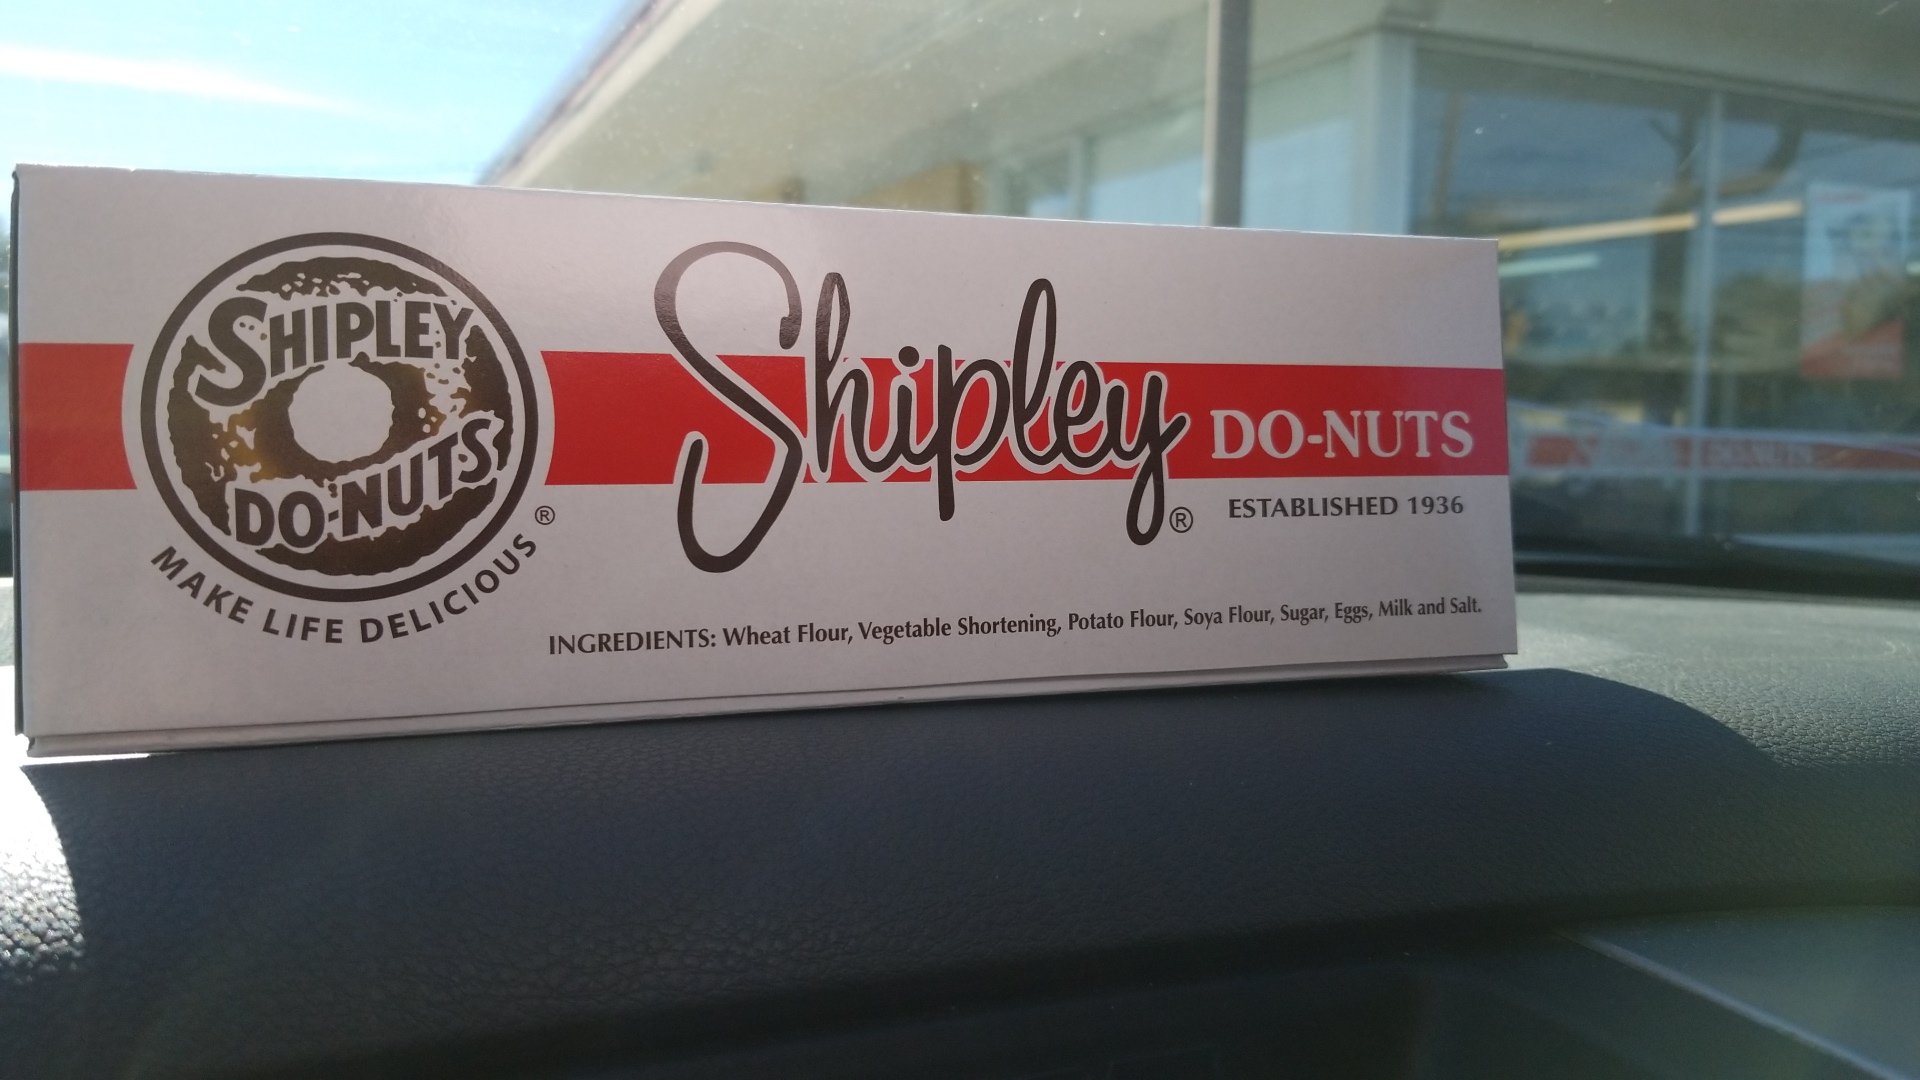 SHIPLEY
DO-NUTS
MAKE LIFE DELICIOUS ®
Shipley ® DO-NUTS
ESTABLISHED 1936
INGREDIENTS: Wheat Flour, Vegetable Shortening, Potato Flour, Soya Flour, Sugar, Eggs, Milk and Salt.